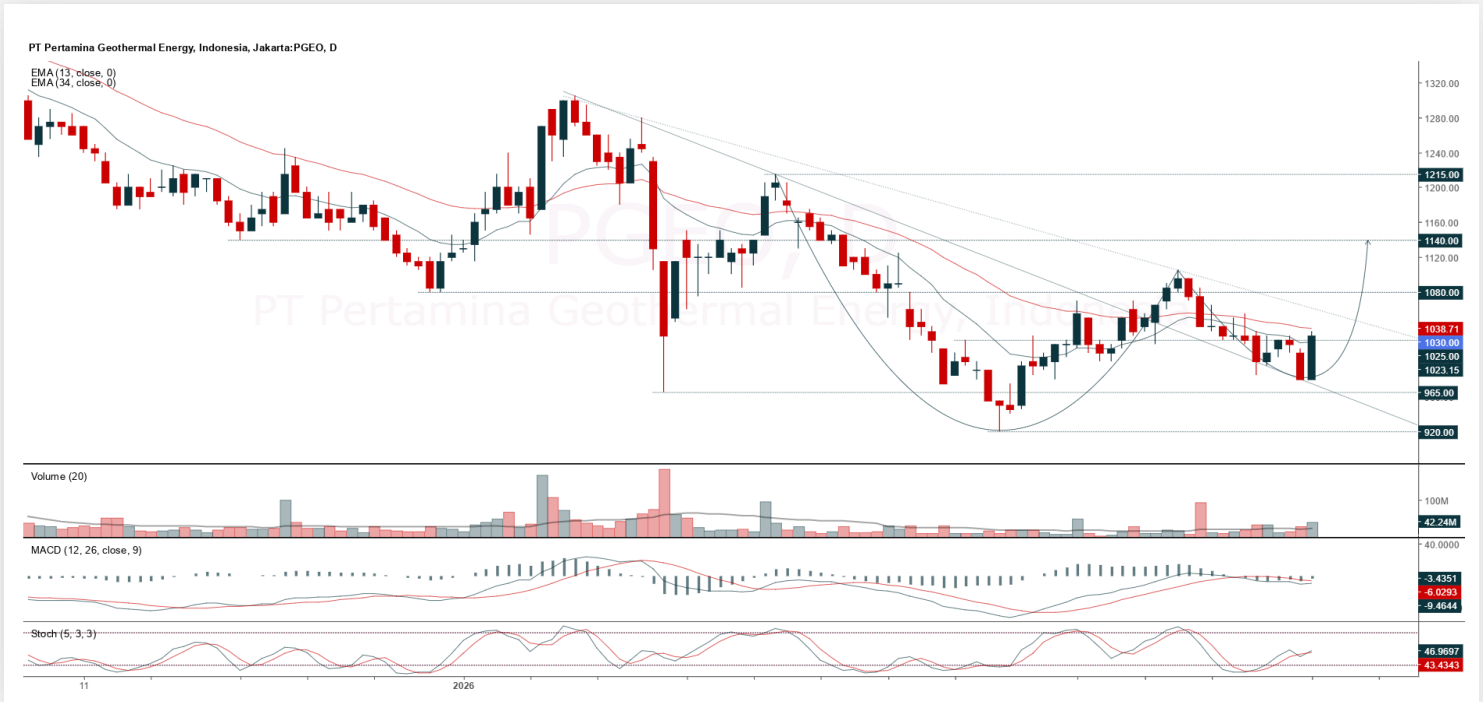 PT Pertamina Geothermal Energy, Indonesia, Jakarta:PGEO, D
EMA (13, close, 0)
EMA (34, close, 0)
1320.00
1280.00
1240.00
1215.00
1200.00
1160.00
1140.00
1120.00
1080.00
1038.71
1030.00
1025.00
1023.15
965.00
920.00
PGEO, D
PT Pertamina Geothermal Energy, Indonesia
Volume (20)
100M
42.24M
MACD (12, 26, close, 9)
40.0000
-3.4351
-6.0293
-9.4644
Stoch (5, 3, 3)
46.9697
43.4343
11
2026